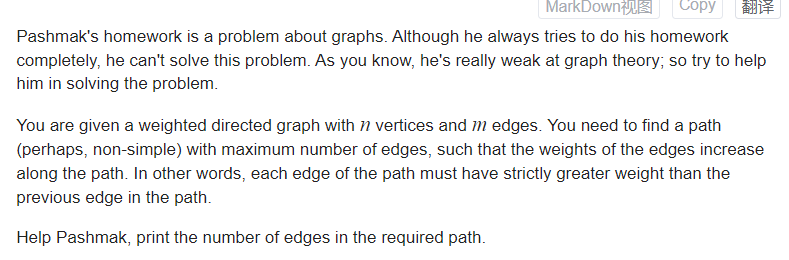 MarkDown视图 Copy 翻译
Pashmak's homework is a problem about graphs. Although he always tries to do his homework
completely, he can't solve this problem. As you know, he's really weak at graph theory; so try to help
him in solving the problem.
You are given a weighted directed graph with n vertices and m edges. You need to find a path
(perhaps, non-simple) with maximum number of edges, such that the weights of the edges increase
along the path. In other words, each edge of the path must have strictly greater weight than the
previous edge in the path.
Help Pashmak, print the number of edges in the required path.